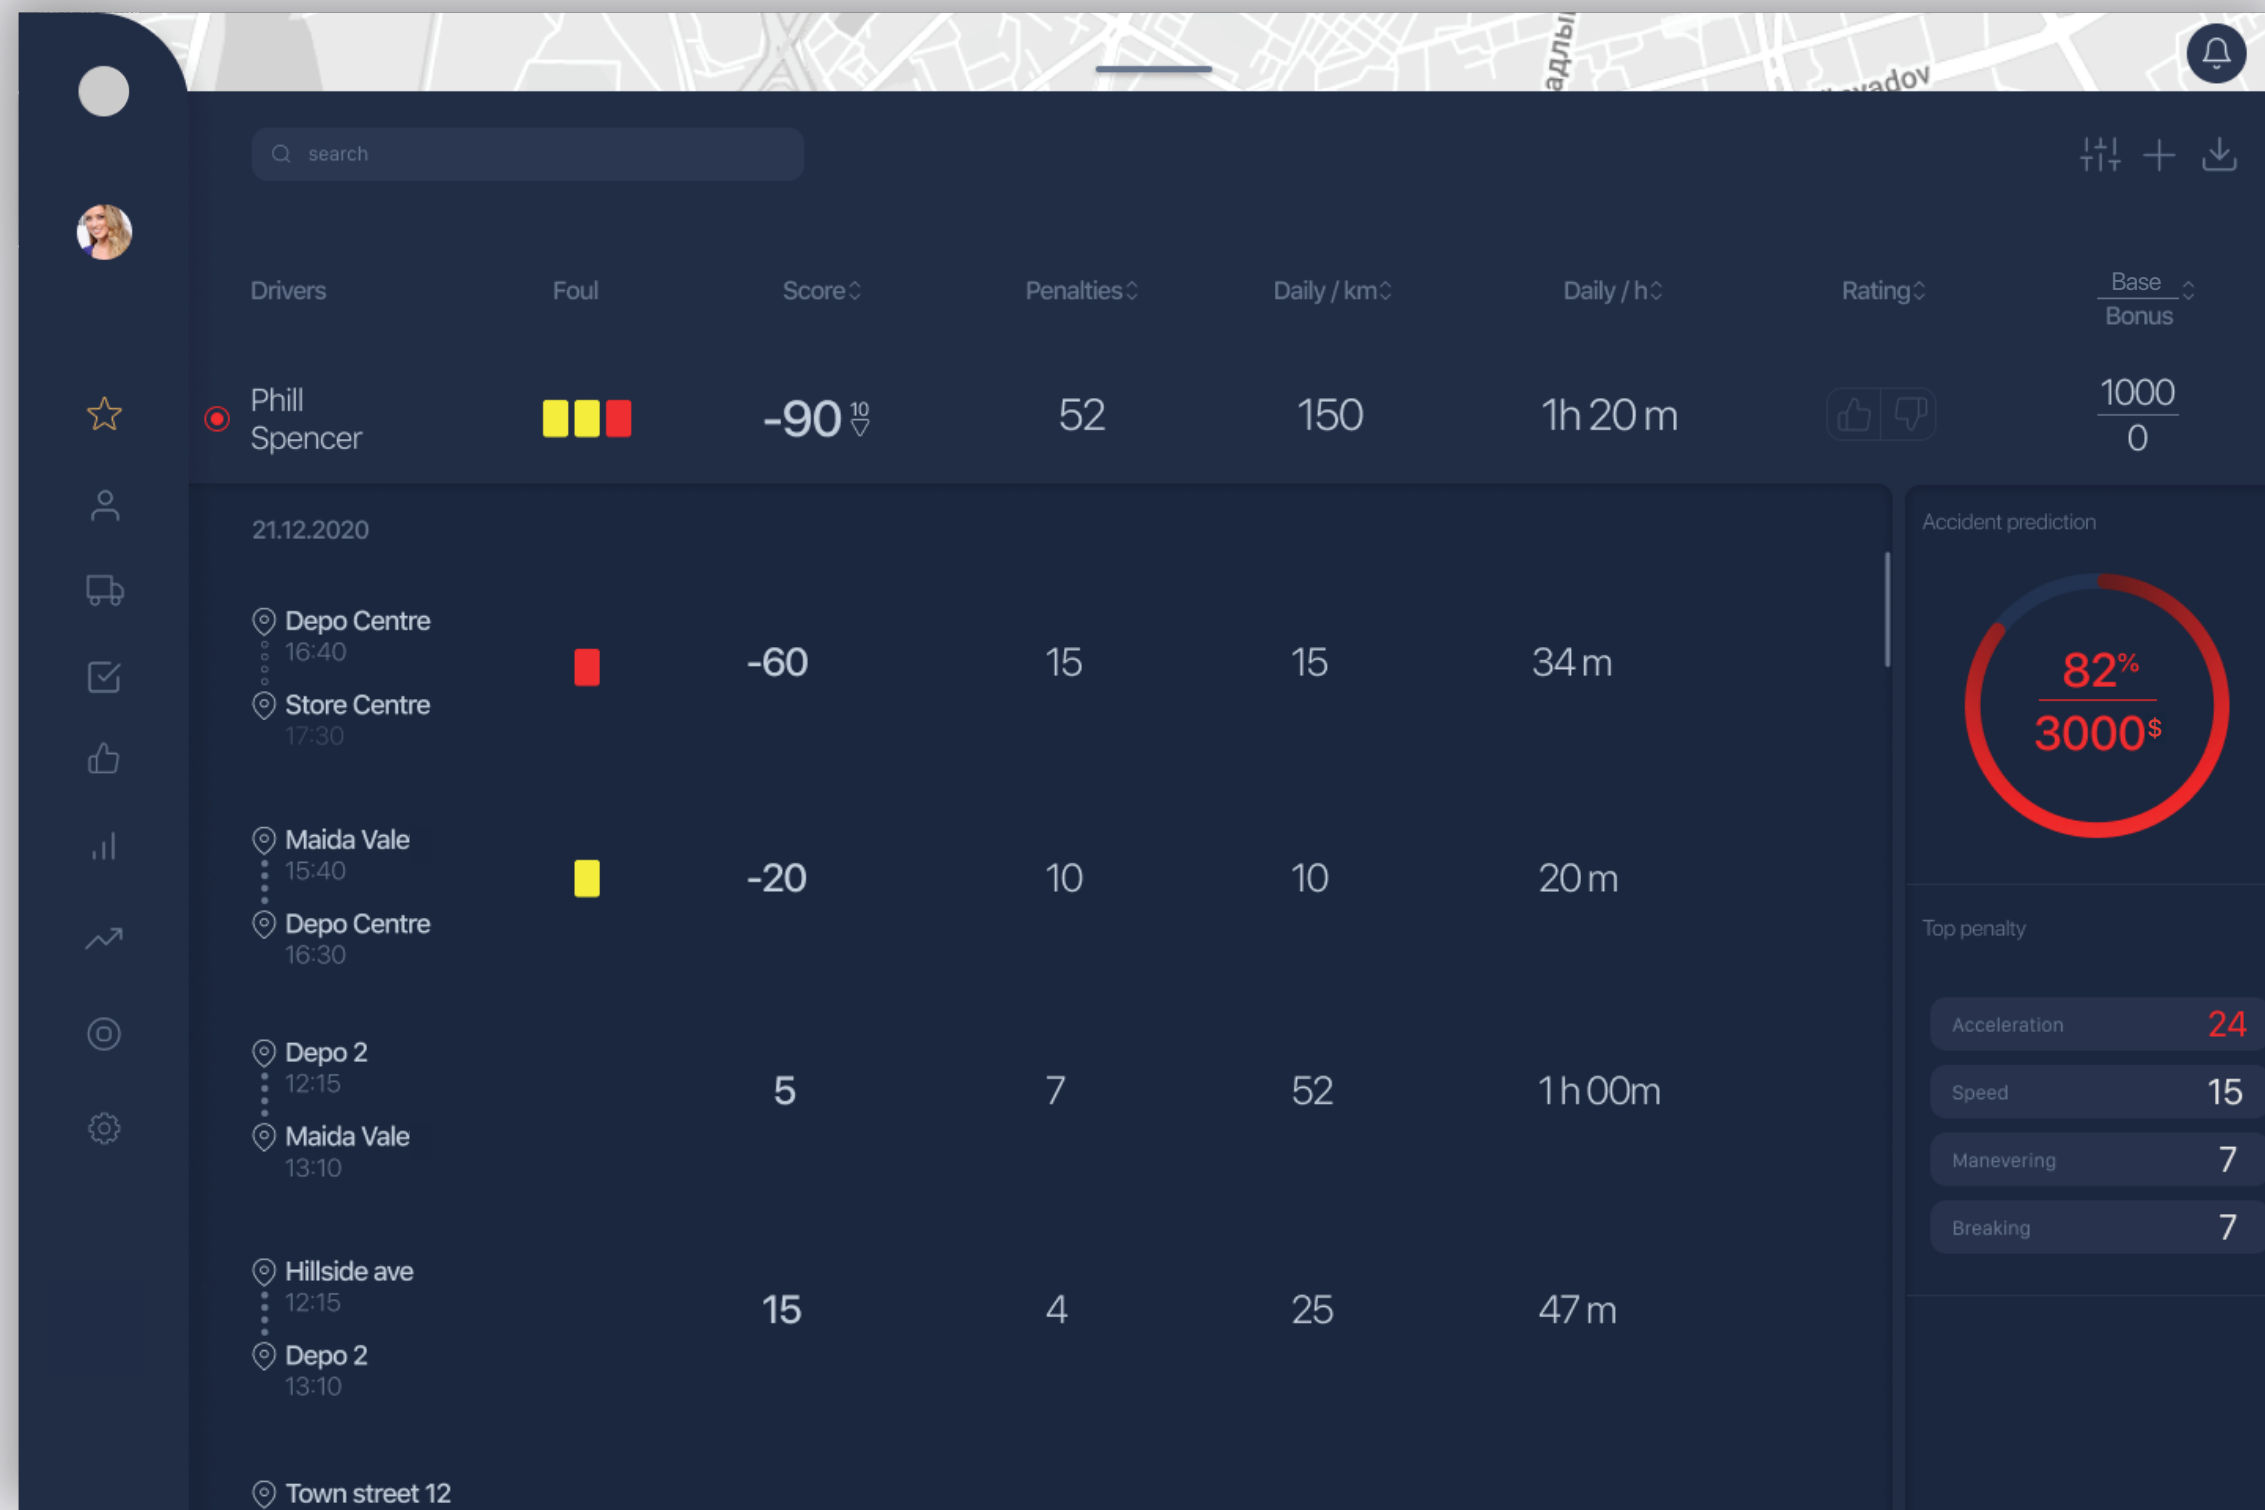 адлы
vadov
search
Drivers Foul Score Penalties Daily / km Daily / h Rating Base
Bonus
Phill
Spencer
-90 10 52 150 1h 20 m 1000
0
21.12.2020
Accident prediction
Depo Centre
16:40
-60 15 15 34 m
Store Centre
17:30
82%
3000$
Maida Vale
15:40
-20 10 10 20 m
Depo Centre
16:30
Top penalty
Acceleration 24
Speed 15
Manevering 7
Breaking 7
Depo 2
12:15
5 7 52 1 h 00m
Maida Vale
13:10
Hillside ave
12:15
15 4 25 47 m
Depo 2
13:10
Town street 12